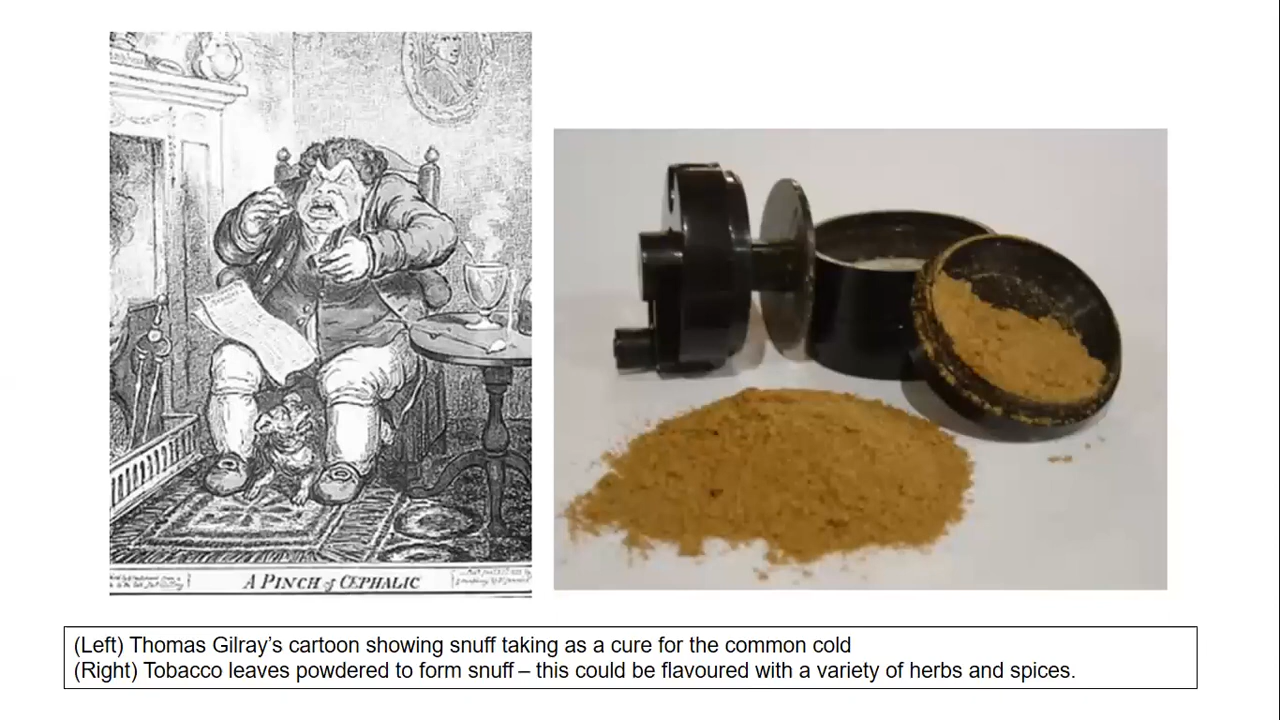 A PINCH of CEPHALIC
(Left) Thomas Gilray’s cartoon showing snuff taking as a cure for the common cold
(Right) Tobacco leaves powdered to form snuff – this could be flavoured with a variety of herbs and spices.